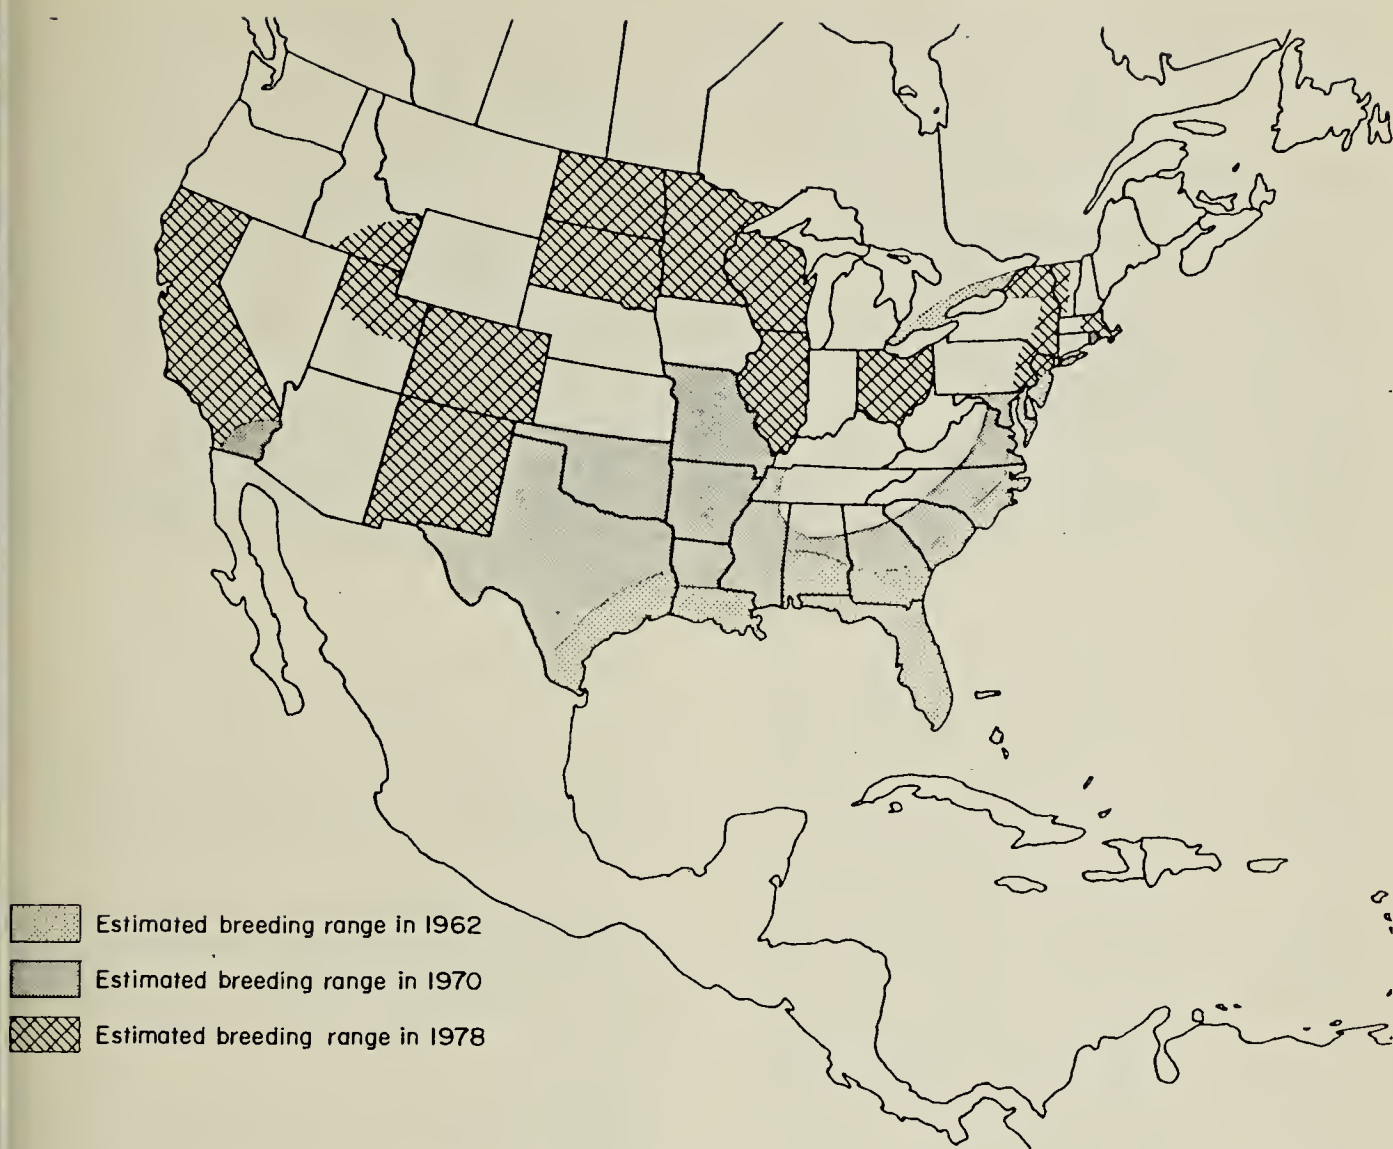 Estimated breeding range in 1962
Estimated breeding range in 1970
Estimated breeding range in 1978